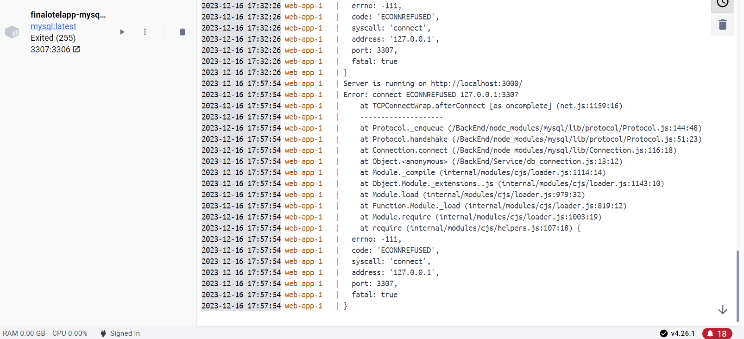 finalotelapp-mysq...
mysql:latest
Exited (255)
3307:3306
2023-12-16 17:32:26 web-app-1 | errno: -111,
2023-12-16 17:32:26 web-app-1 | code: 'ECONNREFUSED',
2023-12-16 17:32:26 web-app-1 | syscall: 'connect',
2023-12-16 17:32:26 web-app-1 | address: '127.0.0.1',
2023-12-16 17:32:26 web-app-1 | port: 3307,
2023-12-16 17:32:26 web-app-1 | fatal: true
2023-12-16 17:32:26 web-app-1 | }
2023-12-16 17:57:54 web-app-1 | Server is running on http://localhost:3000/
2023-12-16 17:57:54 web-app-1 | Error: connect ECONNREFUSED 127.0.0.1:3307
2023-12-16 17:57:54 web-app-1 | at TCPConnectWrap.afterConnect [as oncomplete] (net.js:1159:16)
2023-12-16 17:57:54 web-app-1 | --------------------
2023-12-16 17:57:54 web-app-1 | at Protocol._enqueue (/BackEnd/node_modules/mysql/lib/protocol/Protocol.js:144:48)
2023-12-16 17:57:54 web-app-1 | at Protocol.handshake (/BackEnd/node_modules/mysql/lib/protocol/Protocol.js:51:23)
2023-12-16 17:57:54 web-app-1 | at Connection.connect (/BackEnd/node_modules/mysql/lib/Connection.js:116:18)
2023-12-16 17:57:54 web-app-1 | at Object.<anonymous> (/BackEnd/Service/db_connection.js:13:12)
2023-12-16 17:57:54 web-app-1 | at Module._compile (internal/modules/cjs/loader.js:1114:14)
2023-12-16 17:57:54 web-app-1 | at Object.Module._extensions..js (internal/modules/cjs/loader.js:1143:10)
2023-12-16 17:57:54 web-app-1 | at Module.load (internal/modules/cjs/loader.js:979:32)
2023-12-16 17:57:54 web-app-1 | at Function.Module._load (internal/modules/cjs/loader.js:819:12)
2023-12-16 17:57:54 web-app-1 | at Module.require (internal/modules/cjs/loader.js:1003:19)
2023-12-16 17:57:54 web-app-1 | at require (internal/modules/cjs/helpers.js:107:18) {
2023-12-16 17:57:54 web-app-1 | errno: -111,
2023-12-16 17:57:54 web-app-1 | code: 'ECONNREFUSED',
2023-12-16 17:57:54 web-app-1 | syscall: 'connect',
2023-12-16 17:57:54 web-app-1 | address: '127.0.0.1',
2023-12-16 17:57:54 web-app-1 | port: 3307,
2023-12-16 17:57:54 web-app-1 | fatal: true
2023-12-16 17:57:54 web-app-1 | }
RAM 0.00 GB CPU 0.00% Signed in v4.26.1 18